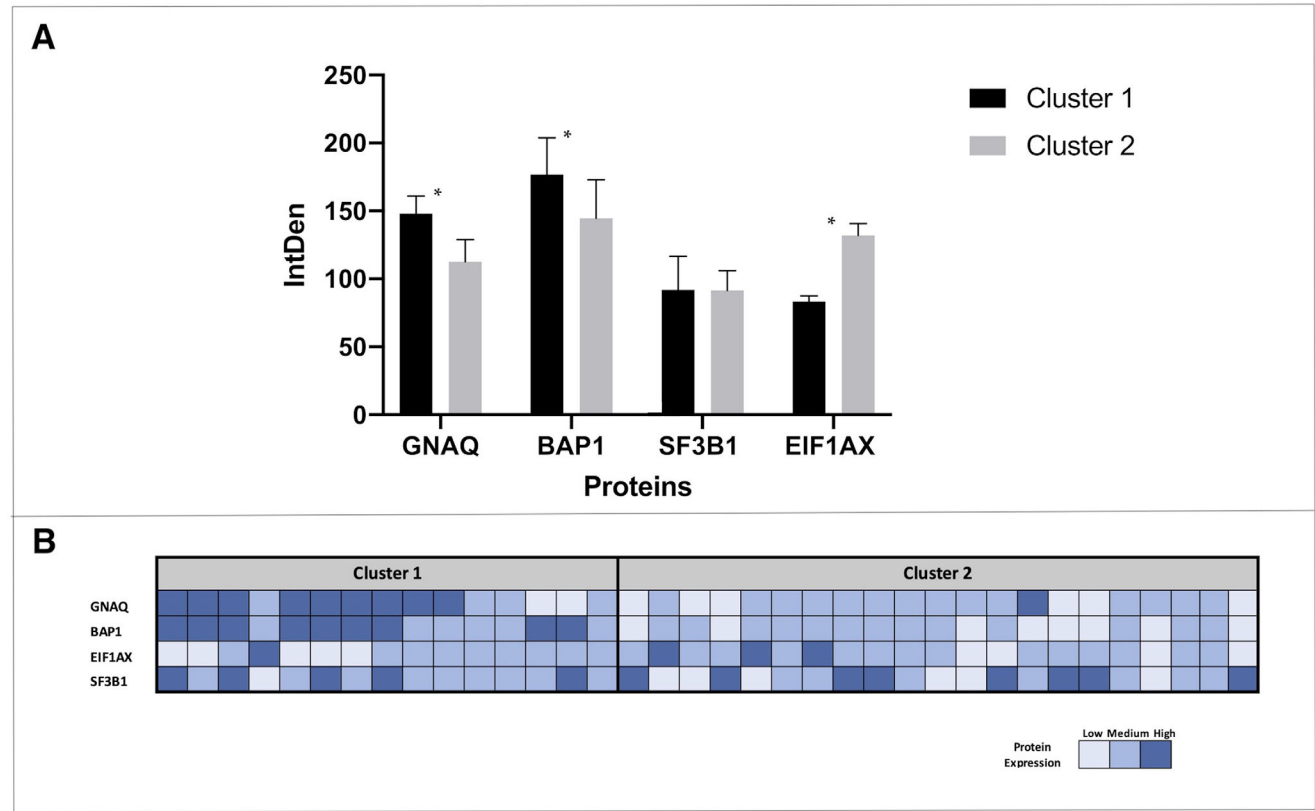 A
250
200
150
100
50
0
IntDen
*
*
*
GNAQ BAP1 SF3B1 EIF1AX
Proteins
Cluster 1
Cluster 2
B
Cluster 1 Cluster 2
GNAQ
BAP1
EIF1AX
SF3B1
Low Medium High
Protein
Expression